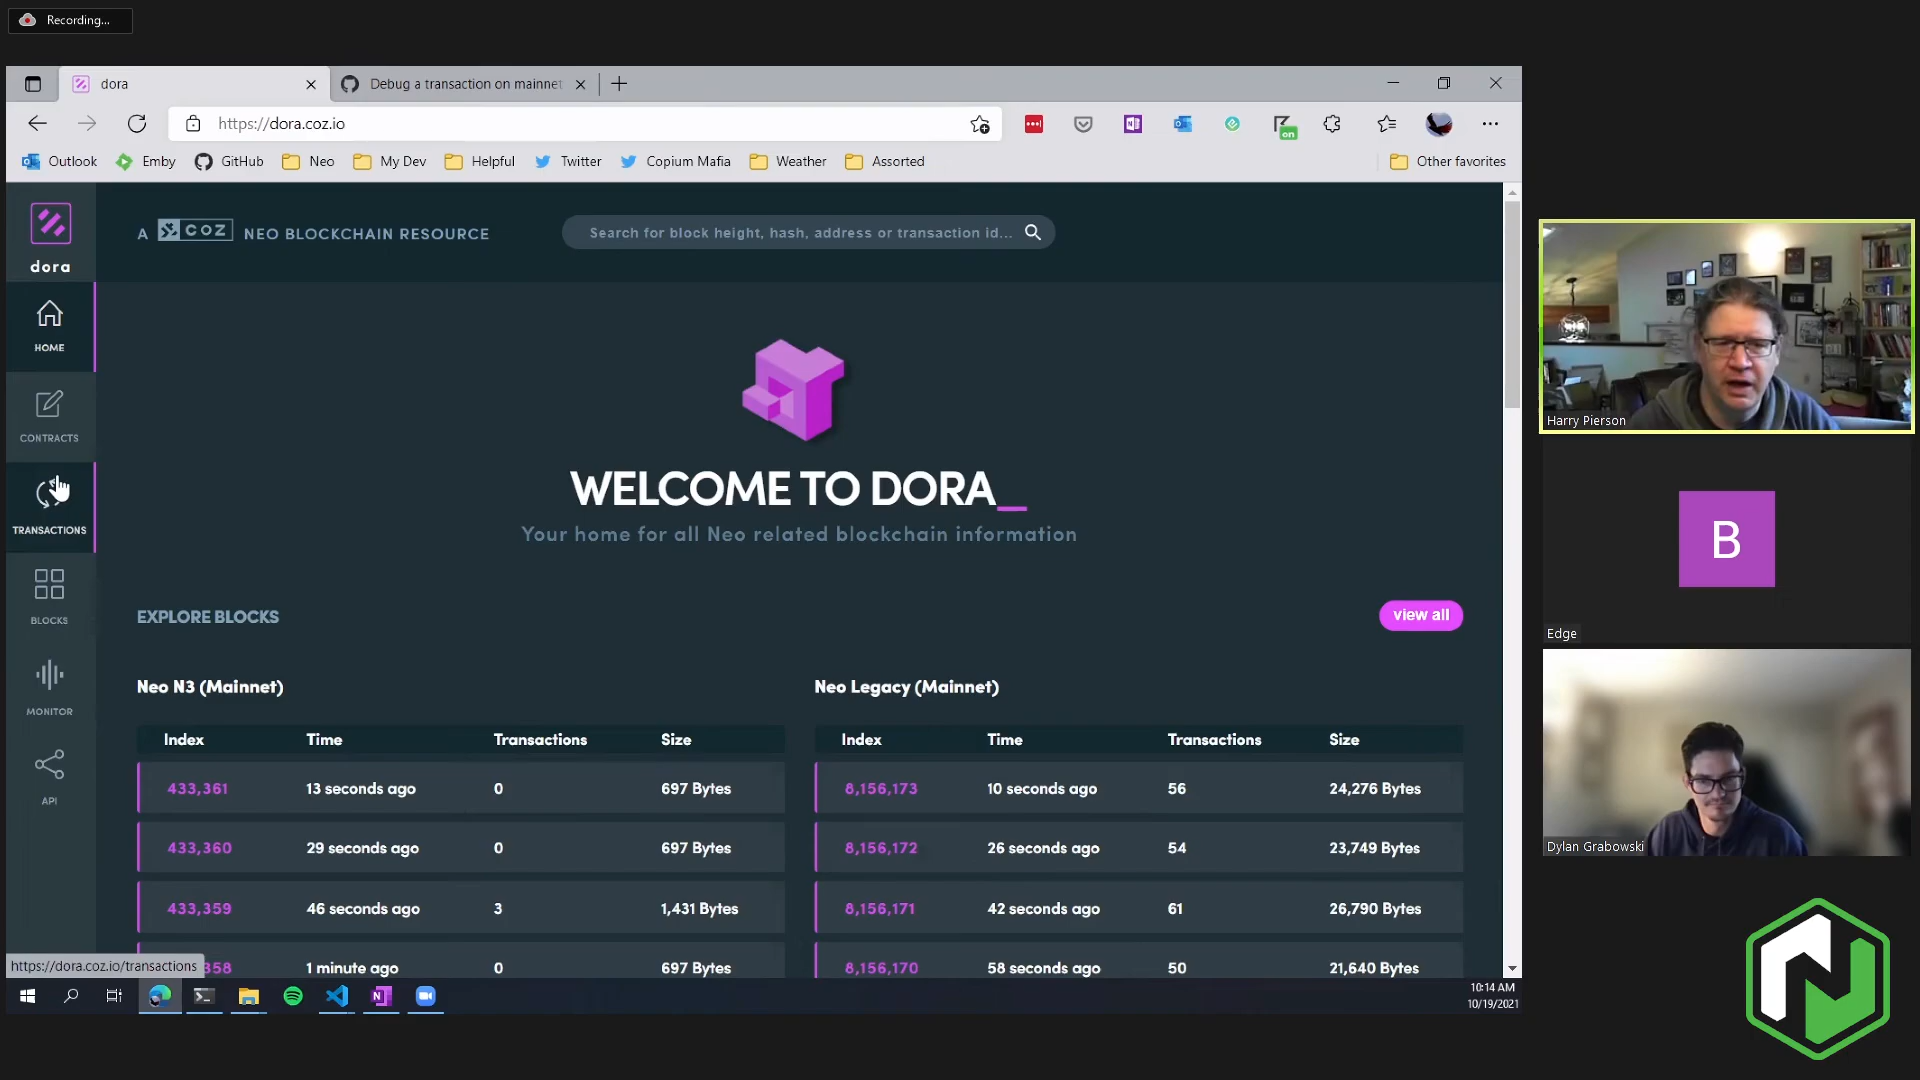 Recording...
dora
Debug a transaction on mainnet
https://dora.coz.io
on
Outlook
Emby
GitHub
Neo
My Dev
Helpful
Twitter
Copium Mafia
Weather
Assorted
Other favorites
dora
A COZ NEO BLOCKCHAIN RESOURCE
Search for block height, hash, address or transaction id...
HOME
CONTRACTS
TRANSACTIONS
BLOCKS
MONITOR
API
WELCOME TO DORA_
Your home for all Neo related blockchain information
EXPLORE BLOCKS
view all
Neo N3 (Mainnet)
Index Time Transactions Size
433,361 13 seconds ago 0 697 Bytes
433,360 29 seconds ago 0 697 Bytes
433,359 46 seconds ago 3 1,431 Bytes
358 1 minute ago 0 697 Bytes
Neo Legacy (Mainnet)
Index Time Transactions Size
8,156,173 10 seconds ago 56 24,276 Bytes
8,156,172 26 seconds ago 54 23,749 Bytes
8,156,171 42 seconds ago 61 26,790 Bytes
8,156,170 58 seconds ago 50 21,640 Bytes
https://dora.coz.io/transactions
10:14 AM
10/19/2021
Harry Pierson
B
Edge
Dylan Grabowski